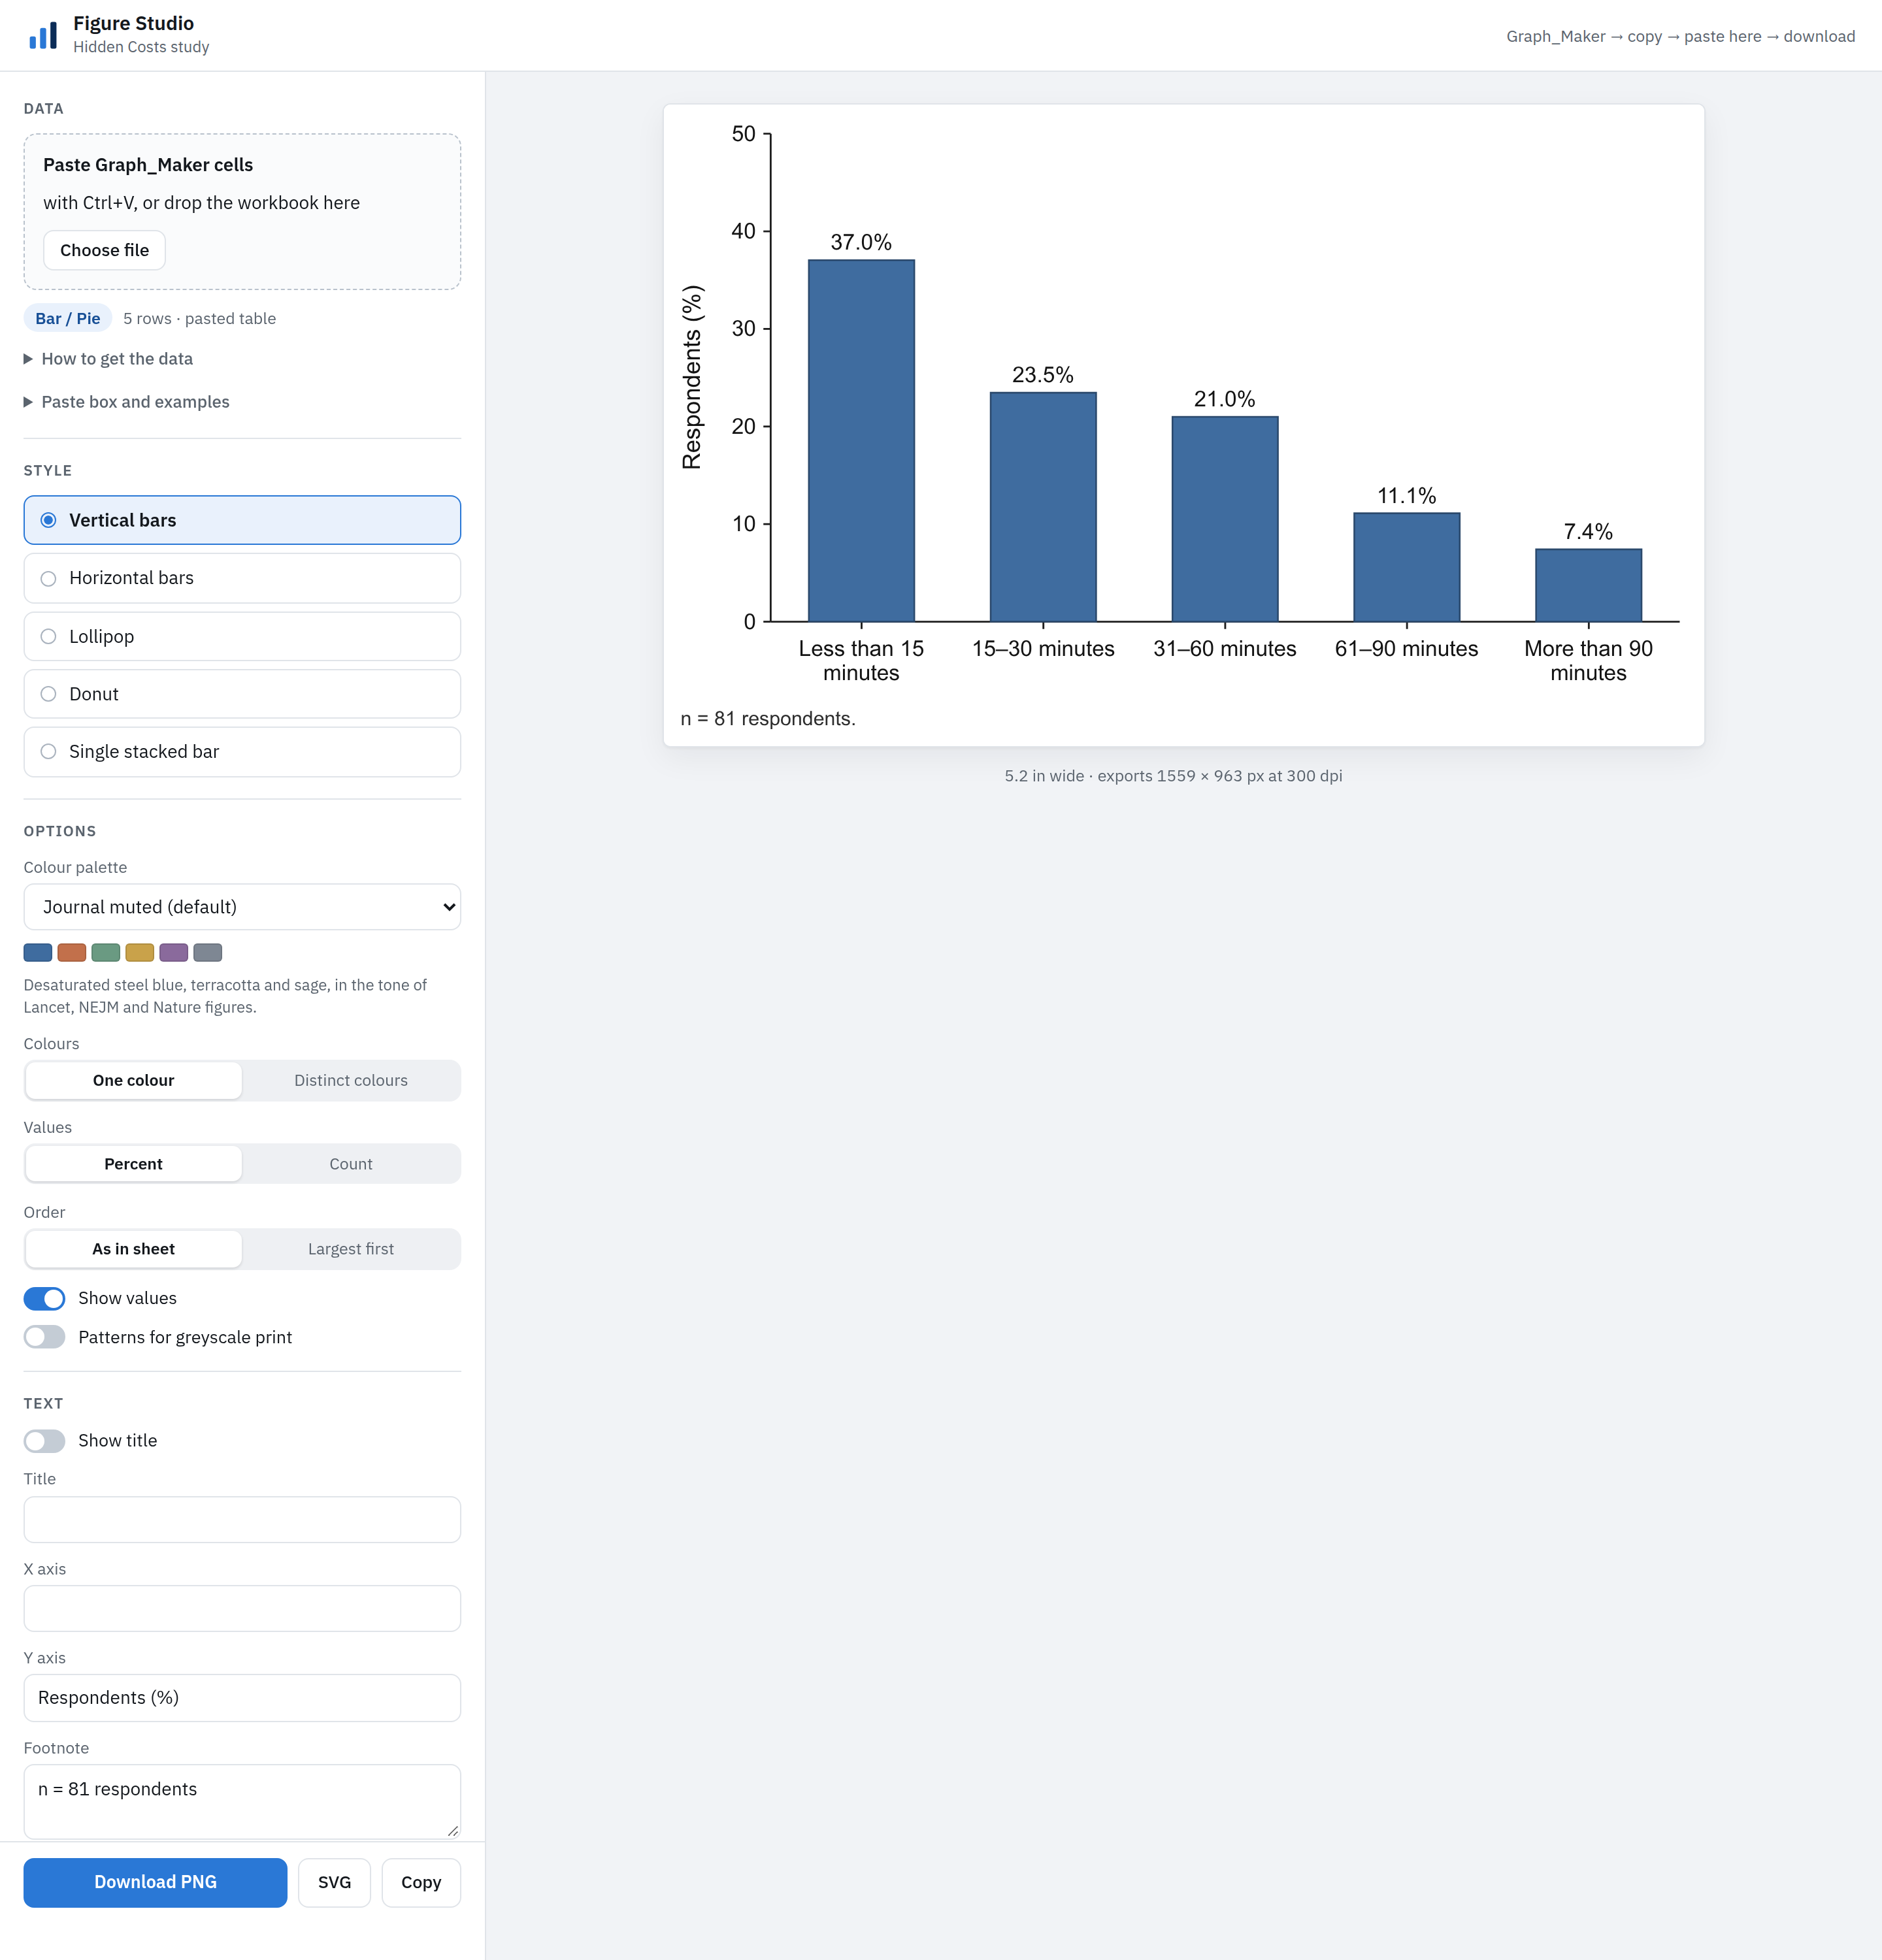 Figure Studio
Hidden Costs study
Graph_Maker → copy → paste here → download
DATA
Paste Graph_Maker cells
with Ctrl+V, or drop the workbook here
Choose file
Bar / Pie 5 rows · pasted table
How to get the data
Paste box and examples
STYLE
Vertical bars
Horizontal bars
Lollipop
Donut
Single stacked bar
OPTIONS
Colour palette
Journal muted (default)
Desaturated steel blue, terracotta and sage, in the tone of
Lancet, NEJM and Nature figures.
Colours
One colour Distinct colours
Values
Percent Count
Order
As in sheet Largest first
Show values
Patterns for greyscale print
TEXT
Show title
Title
X axis
Y axis
Respondents (%)
Footnote
n = 81 respondents
Download PNG SVG Copy
Respondents (%)
50
40
30
20
10
0
37.0%
23.5%
21.0%
11.1%
7.4%
Less than 15
minutes
15–30 minutes
31–60 minutes
61–90 minutes
More than 90
minutes
n = 81 respondents.
5.2 in wide · exports 1559 × 963 px at 300 dpi